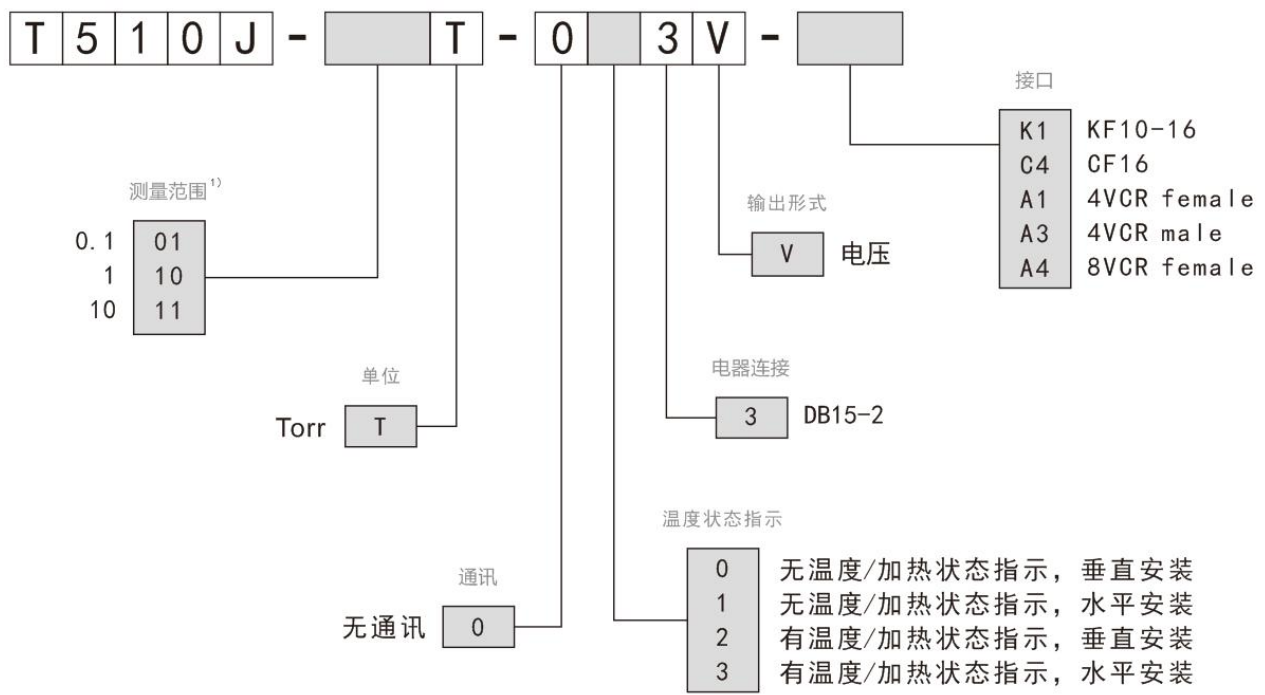 T510J-  T-0 3V-
接口
K1 KF10-16
C4 CF16
A1 4VCR female
A3 4VCR male
A4 8VCR female
测量范围¹⁾
0.1 01
1 10
10 11
输出形式
V 电压
单位
Torr T
电器连接
3 DB15-2
温度状态指示
0 无温度/加热状态指示，垂直安装
1 无温度/加热状态指示，水平安装
2 有温度/加热状态指示，垂直安装
3 有温度/加热状态指示，水平安装
通讯
无通讯 0